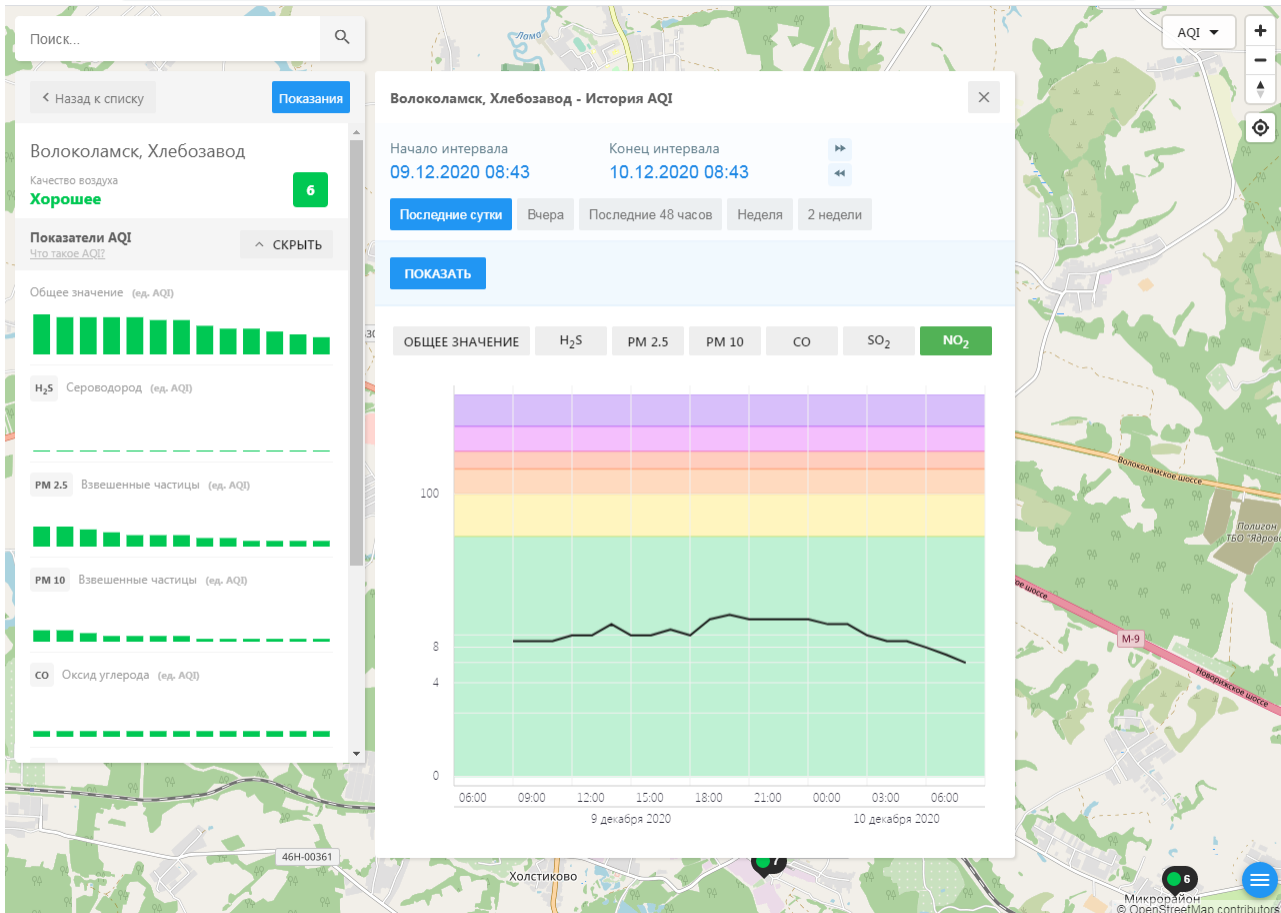 Поиск...
AQI
Ломо
Назад к списку
Показания
Волоколамск, Хлебозавод
Качество воздуха
Хорошее
6
Показатели AQI
Что такое AQI?
СКРЫТЬ
Общее значение (ед. AQI)
H2S Сероводород (ед. AQI)
PM 2.5 Взвешенные частицы (ед. AQI)
PM 10 Взвешенные частицы (ед. AQI)
CO Оксид углерода (ед. AQI)
Волоколамск, Хлебозавод - История AQI
Начало интервала
09.12.2020 08:43
Конец интервала
10.12.2020 08:43
Последние сутки
Вчера
Последние 48 часов
Неделя
2 недели
ПОКАЗАТЬ
ОБЩЕЕ ЗНАЧЕНИЕ
H2S
PM 2.5
PM 10
CO
SO2
NO2
100
8
4
0
06:00 09:00 12:00 15:00 18:00 21:00 00:00 03:00 06:00
9 декабря 2020 10 декабря 2020
Волоколамское шоссе
Полигон
ТБО "Ядрово
М-9
Новорижское шоссе
46Н-00361
Холстиково
7
6
Микрорайон
© OpenStreetMap contributors